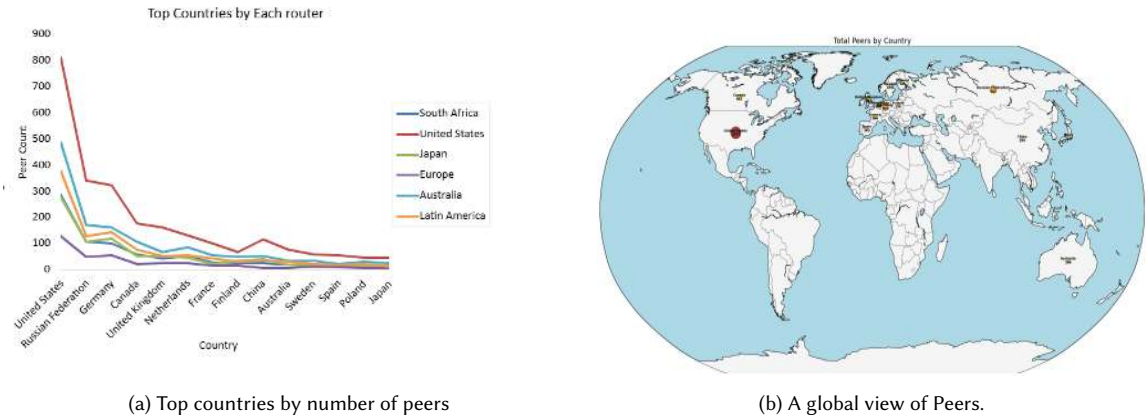 Top Countries by Each router
900
800
700
600
500
400
300
200
100
0
Peer Count
United States
Russian Federation
Germany
Canada
United Kingdom
Netherlands
France
Finland
China
Australia
Sweden
Spain
Poland
Japan
Country
South Africa
United States
Japan
Europe
Australia
Latin America
(a) Top countries by number of peers
Total Peers by Country
(b) A global view of Peers.